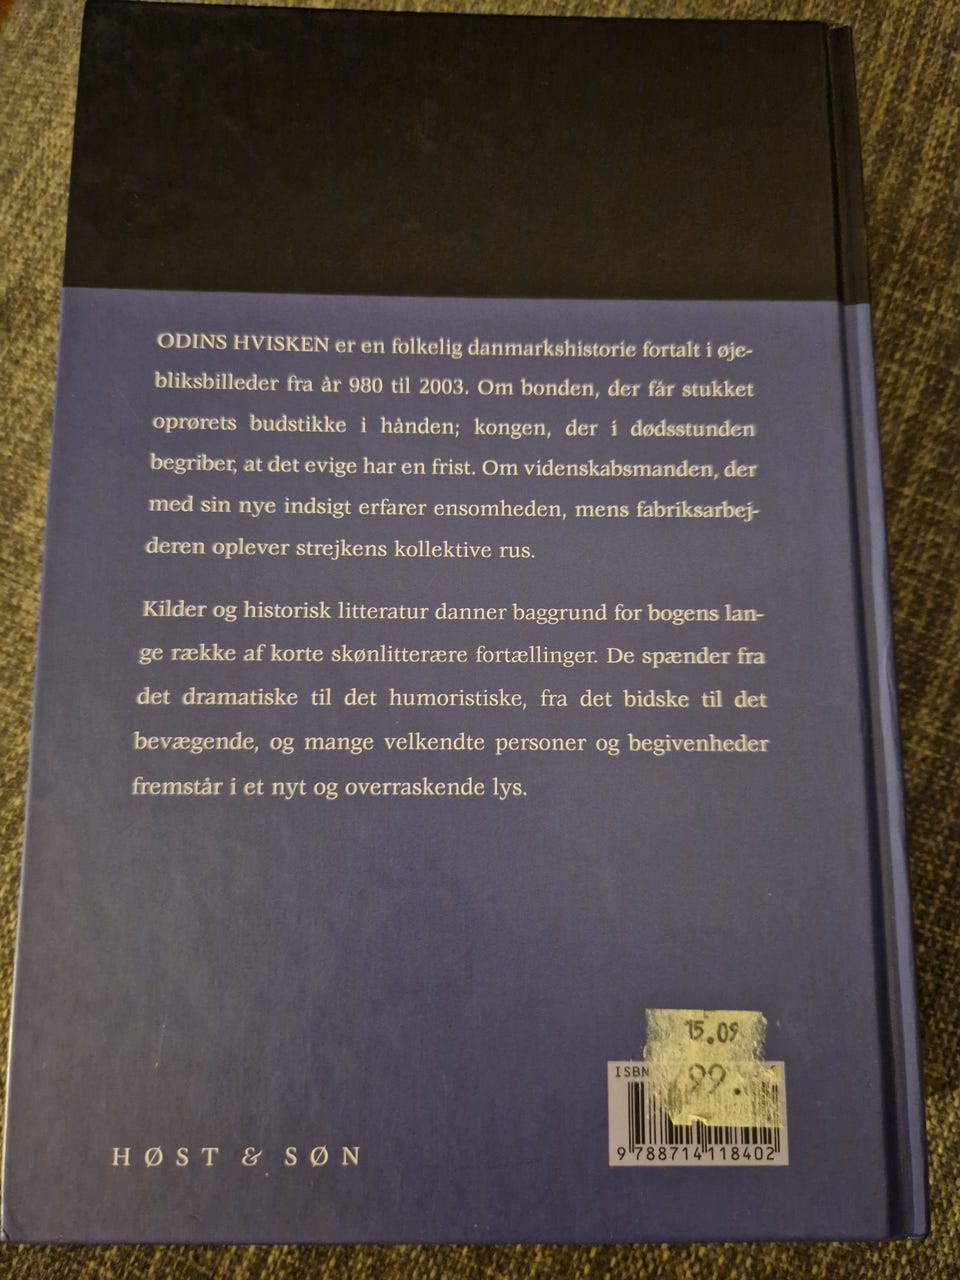 ODINS HVISKEN er en folkelig danmarkshistorie fortalt i øje-
bliksbilleder fra år 980 til 2003. Om bonden, der får stukket
oprørets budstikke i hånden; kongen, der i dødsstunden
begriber, at det evige har en frist. Om videnskabsmanden, der
med sin nye indsigt erfarer ensomheden, mens fabriksarbej-
deren oplever strejkens kollektive rus.
Kilder og historisk litteratur danner baggrund for bogens lan-
ge række af korte skønlitterære fortællinger. De spænder fra
det dramatiske til det humoristiske, fra det bidske til det
bevægende, og mange velkendte personer og begivenheder
fremstår i et nyt og overraskende lys.
15.09
ISBN
99.
9 788714 118402
HØST & SØN